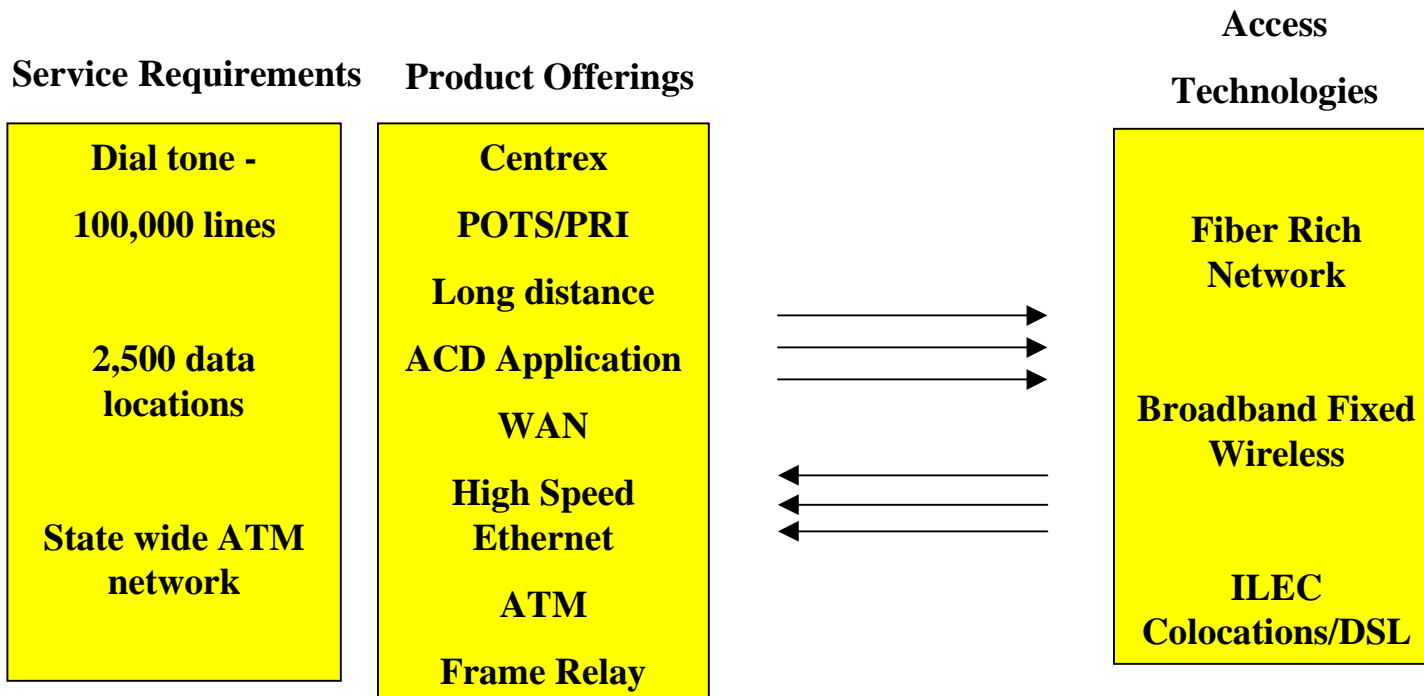 Service Requirements
Dial tone -
100,000 lines
2,500 data
locations
State wide ATM
network
Product Offerings
Centrex
POTS/PRI
Long distance
ACD Application
WAN
High Speed
Ethernet
ATM
Frame Relay
Access
Technologies
Fiber Rich
Network
Broadband Fixed
Wireless
ILEC
Colocations/DSL